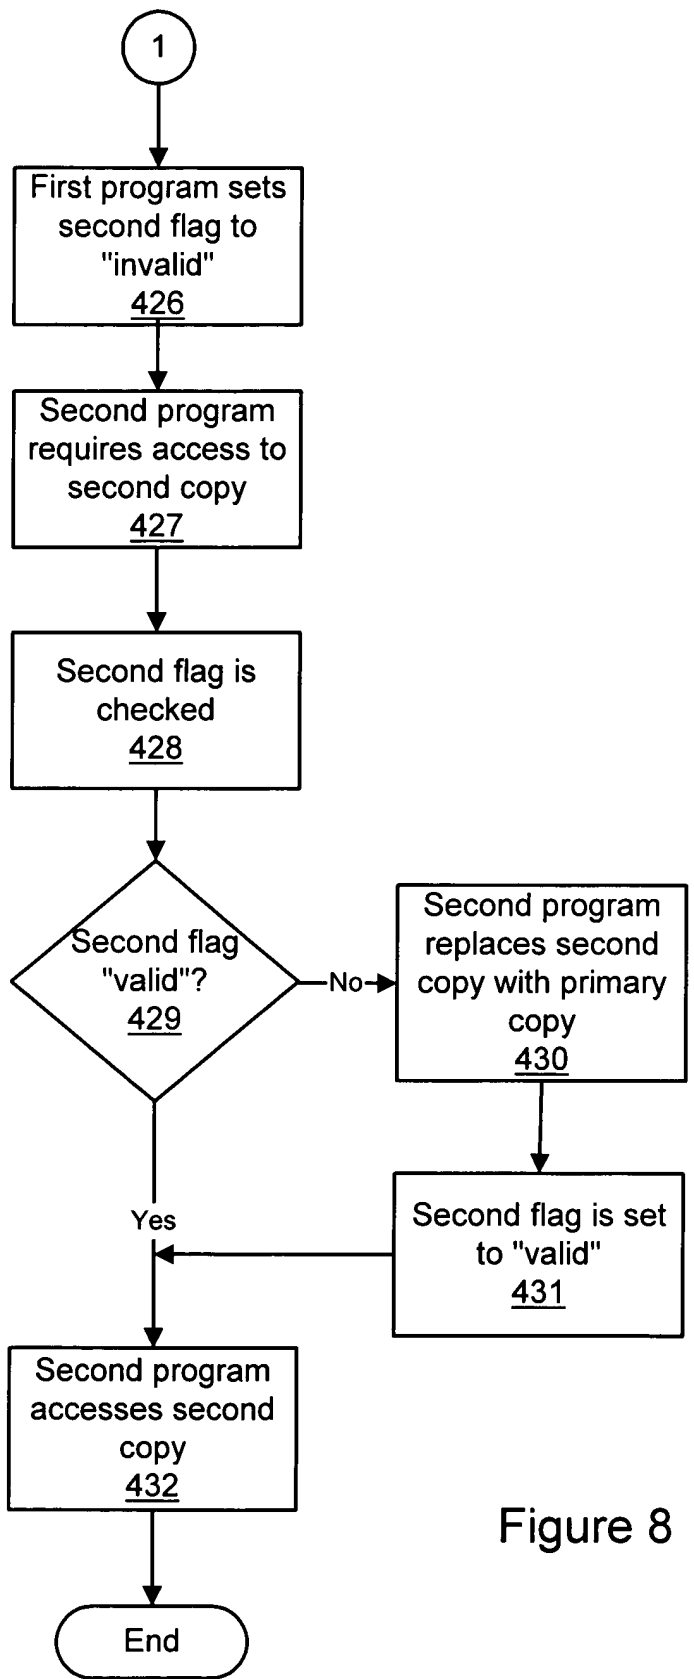 1
First program sets
second flag to
"invalid"
426
Second program
requires access to
second copy
427
Second flag is
checked
428
Second flag
"valid"?
429
No
Second program
replaces second
copy with primary
copy
430
Yes
Second flag is set
to "valid"
431
Second program
accesses second
copy
432
Figure 8
End